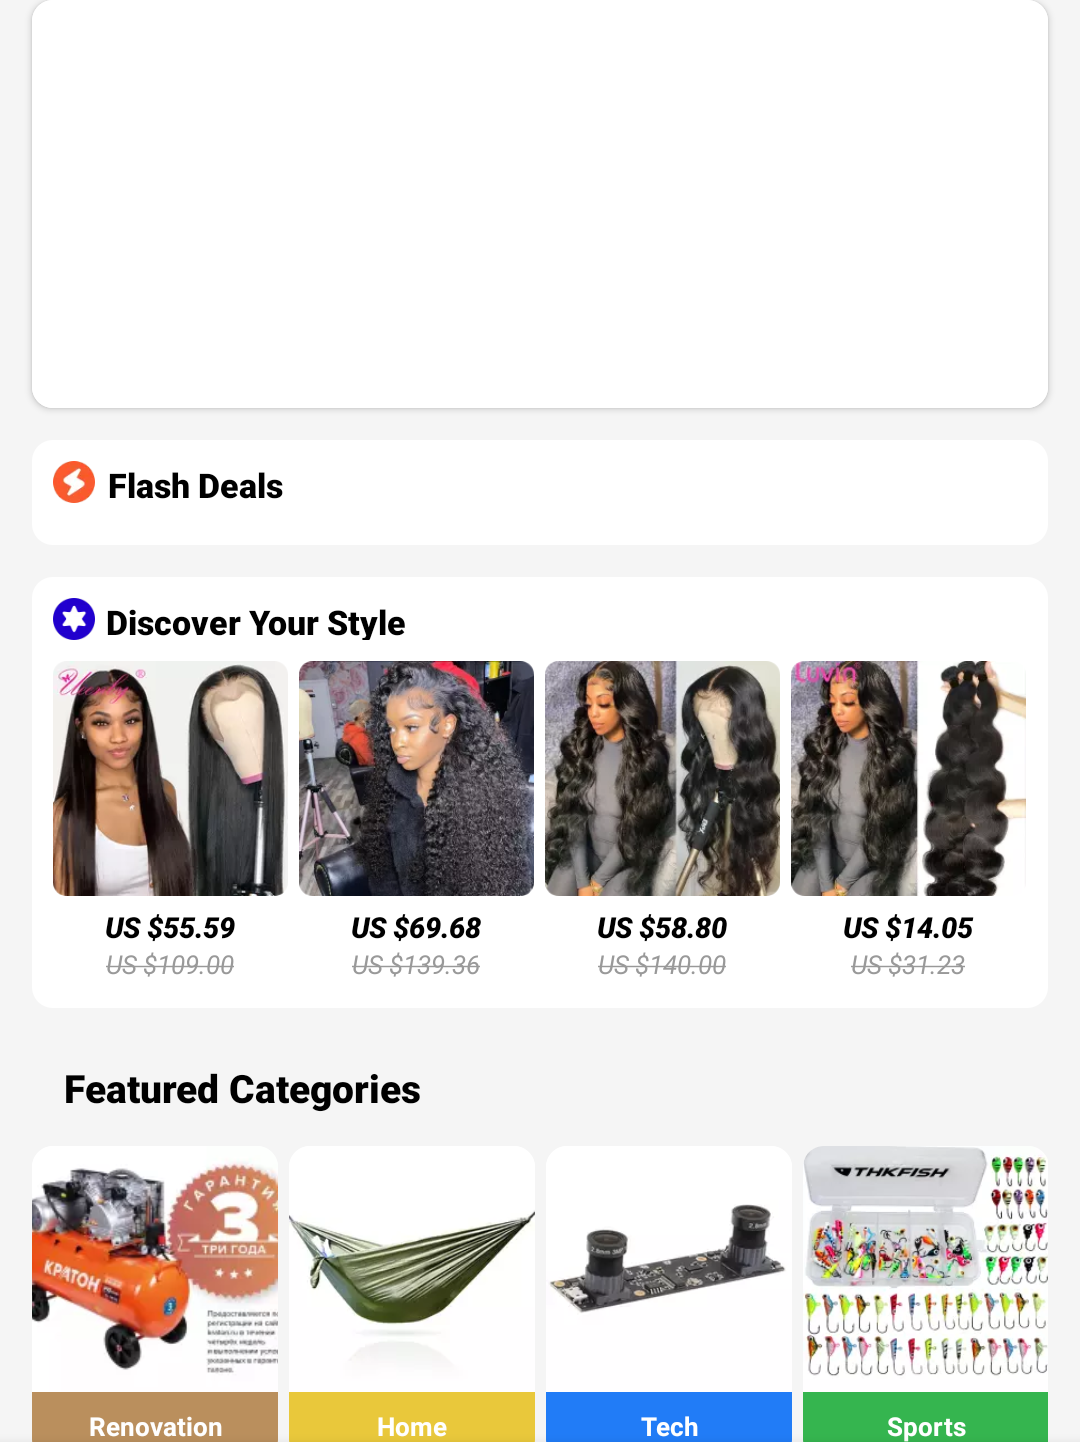 Flash Deals
Discover Your Style
Luvin
US $55.59
US $69.68
US $58.80
US $14.05
US $109.00
US $139.36
US $140.00
US $31.23
Featured Categories
ГАРАНТИ
3
ТРИ ГОДА
КРАТОН
THKFISH
Renovation
Home
Tech
Sports